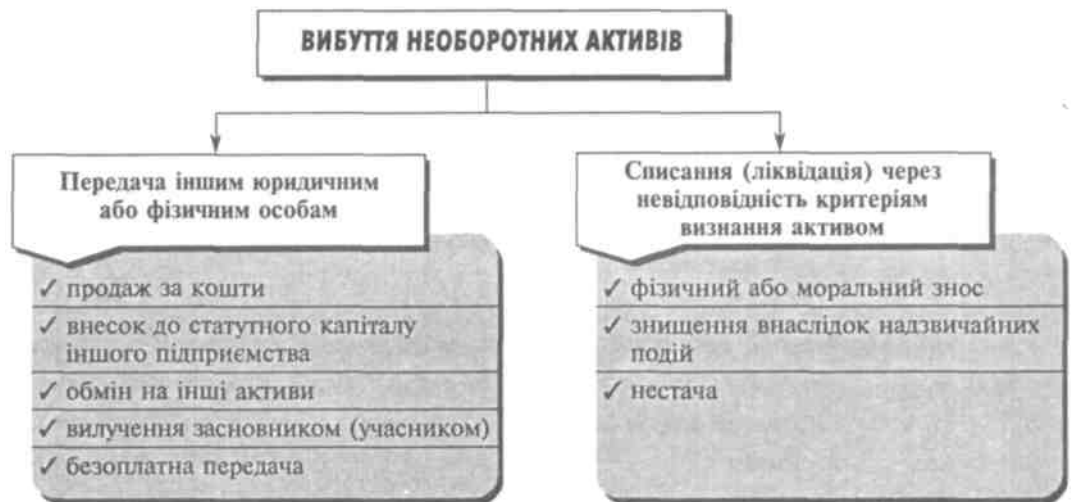 ВИБУТТЯ НЕОБОРОТНИХ АКТИВІВ
Передача іншим юридичним
або фізичним особам
✓ продаж за кошти
✓ внесок до статутного капіталу
іншого підприємства
✓ обмін на інші активи
✓ вилучення засновником (учасником)
✓ безоплатна передача
Списання (ліквідація) через
невідповідність критеріям
визнання активом
✓ фізичний або моральний знос
✓ знищення внаслідок надзвичайних
подій
✓ нестача